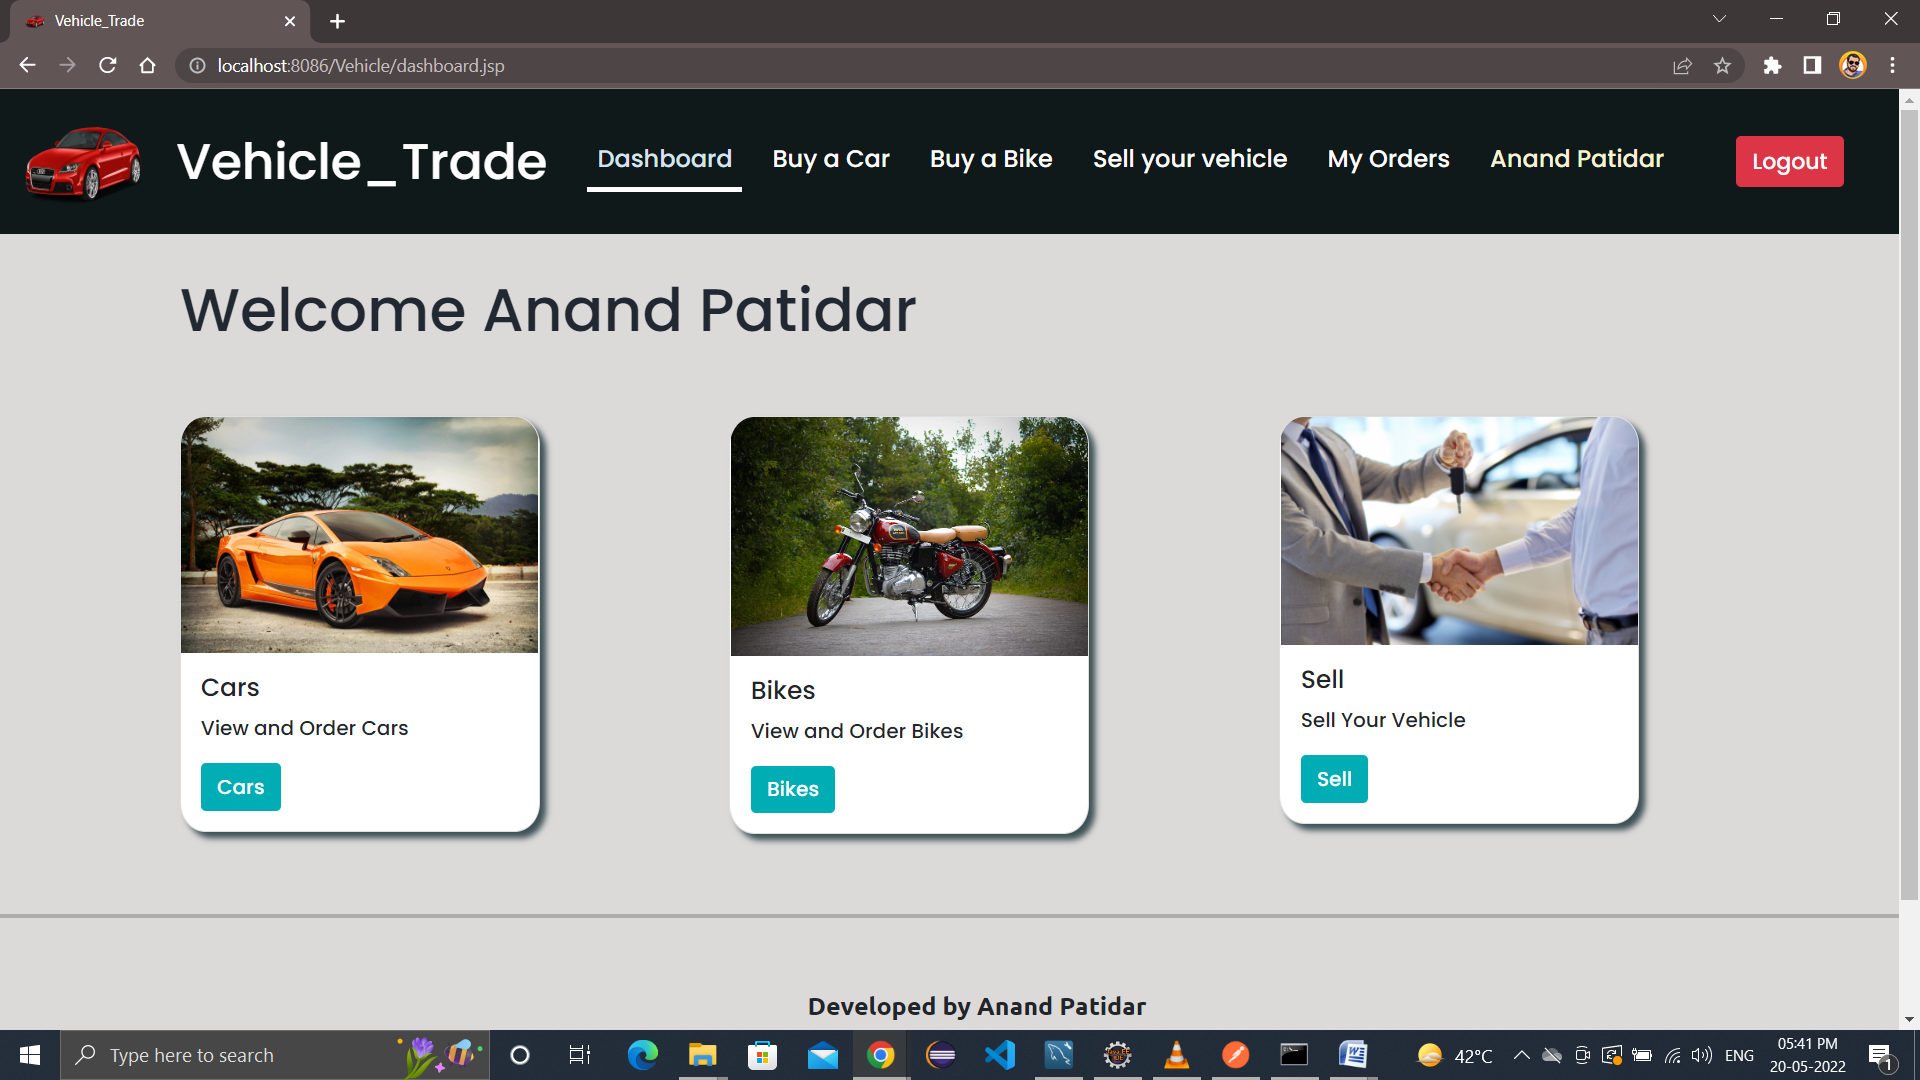 Vehicle_Trade
localhost:8086/Vehicle/dashboard.jsp
Vehicle_Trade
Dashboard
Buy a Car
Buy a Bike
Sell your vehicle
My Orders
Anand Patidar
Logout
Welcome Anand Patidar
Cars
View and Order Cars
Cars
Bikes
View and Order Bikes
Bikes
Sell
Sell Your Vehicle
Sell
Developed by Anand Patidar
Type here to search
42°C
ENG
05:41 PM
20-05-2022
1